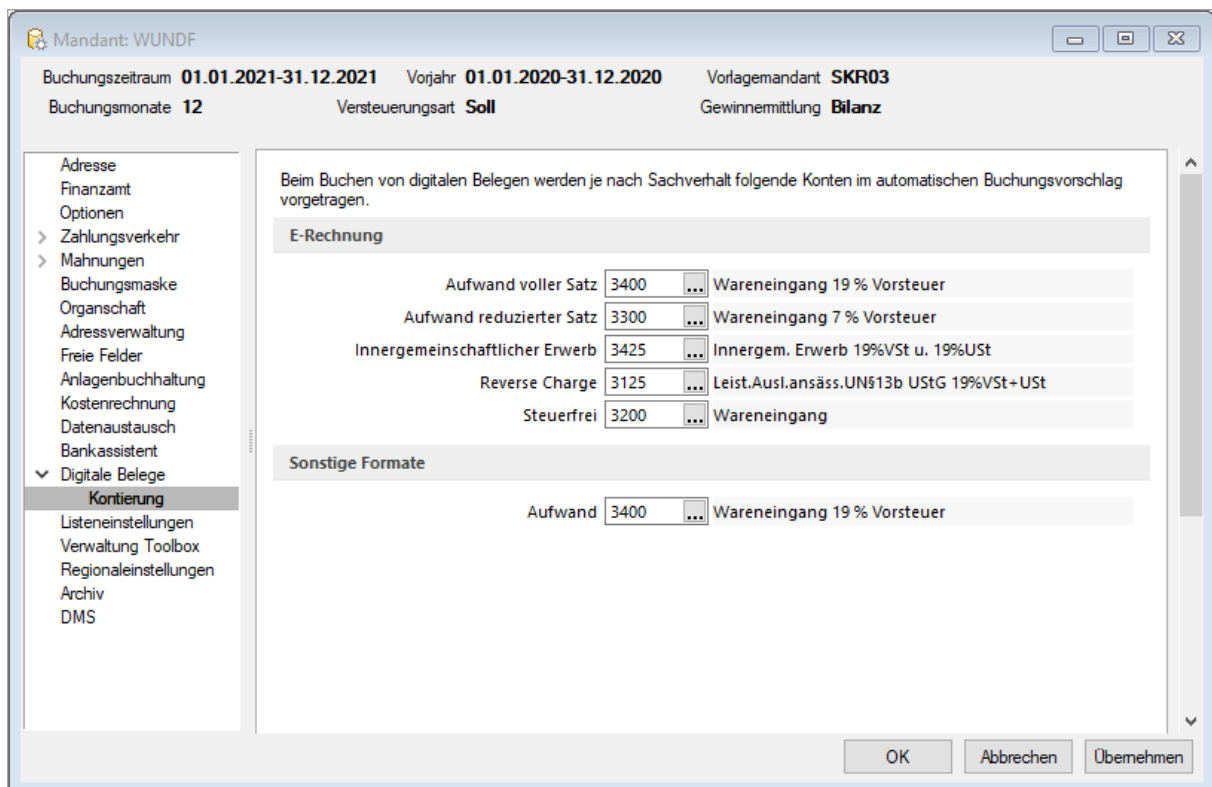 Mandant: WUNDF
Buchungszeitraum 01.01.2021-31.12.2021 Vorjahr 01.01.2020-31.12.2020 Vorlagemandant SKR03
Buchungsmonate 12 Versteuerungsart Soll Gewinnermittlung Bilanz
Adresse
Finanzamt
Optionen
Zahlungsverkehr
Mahnungen
Buchungsmaske
Organschaft
Adressverwaltung
Freie Felder
Anlagenbuchhaltung
Kostenrechnung
Datenaustausch
Bankassistent
Digitale Belege
Kontierung
Listeneinstellungen
Verwaltung Toolbox
Regionaleinstellungen
Archiv
DMS
Beim Buchen von digitalen Belegen werden je nach Sachverhalt folgende Konten im automatischen Buchungsvorschlag
vorgetragen.
E-Rechnung
Aufwand voller Satz 3400 ... Wareneingang 19 % Vorsteuer
Aufwand reduzierter Satz 3300 ... Wareneingang 7 % Vorsteuer
Innergemeinschaftlicher Erwerb 3425 ... Innergem. Erwerb 19%VSt u. 19%USt
Reverse Charge 3125 ... Leist.Ausl.ansäss.UN§13b UStG 19%VSt+USt
Steuerfrei 3200 ... Wareneingang
Sonstige Formate
Aufwand 3400 ... Wareneingang 19 % Vorsteuer
OK Abbrechen Übernehmen